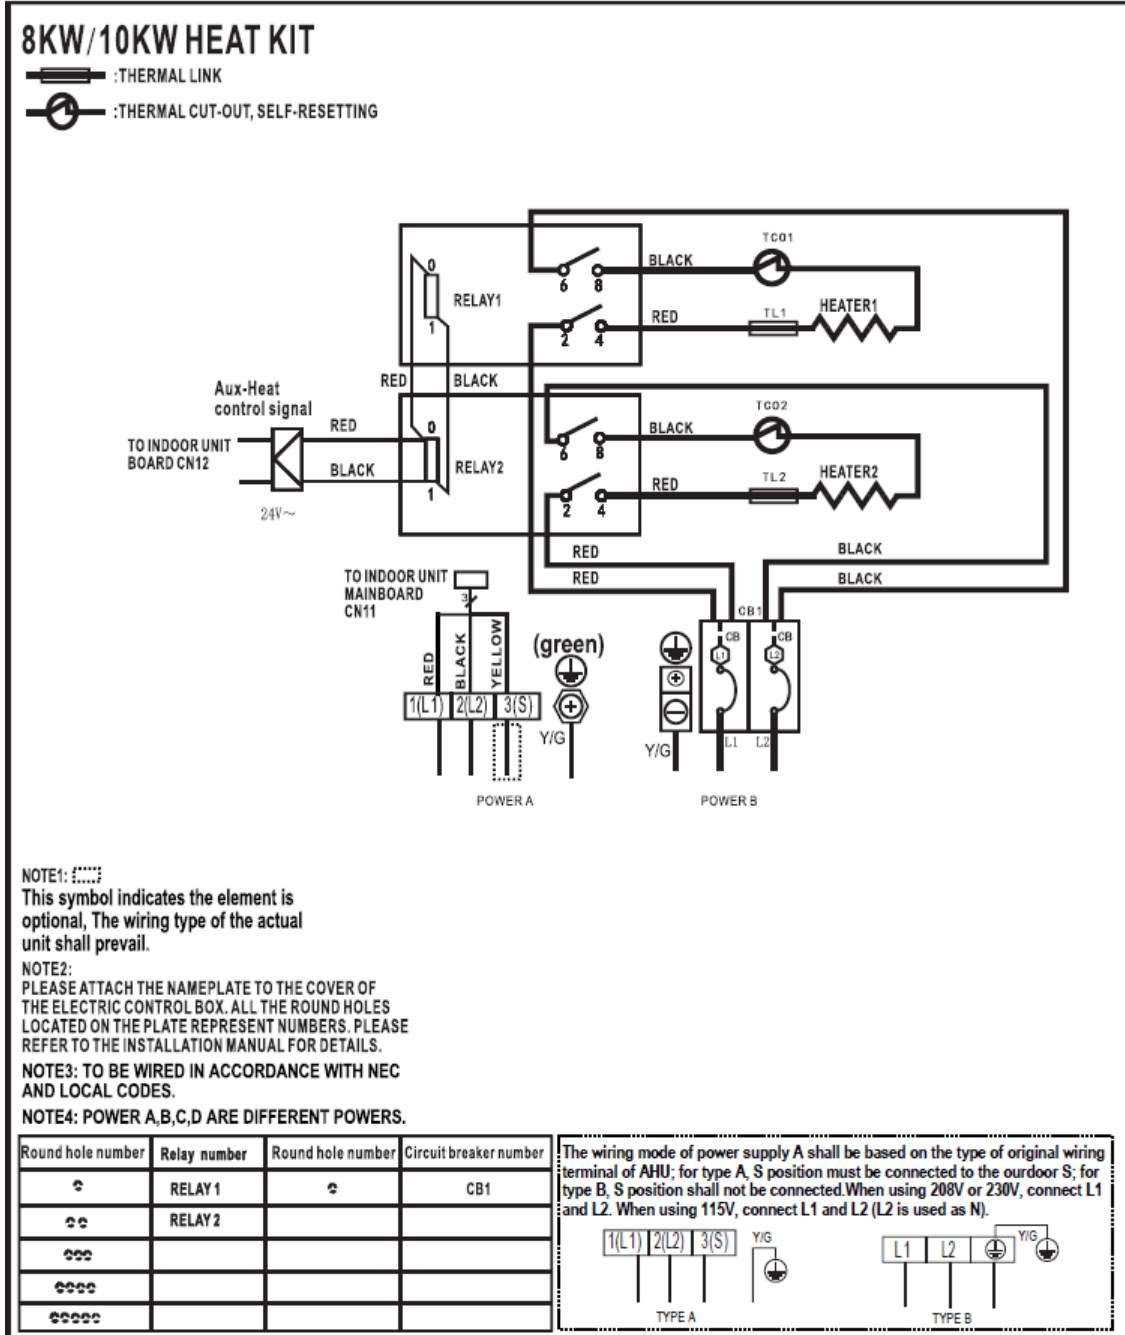 8KW/10KW HEAT KIT
:THERMAL LINK
:THERMAL CUT-OUT, SELF-RESETTING
TCO1
BLACK
0
6 8
RELAY1
HEATER1
RED
TL1
1
2 4
RED
BLACK
Aux-Heat
control signal
TCO2
RED
0
BLACK
TO INDOOR UNIT
BOARD CN12
6 8
BLACK
RELAY2
RED
TL2
HEATER2
1
2 4
24V~
RED
BLACK
TO INDOOR UNIT
MAINBOARD
CN11
RED
BLACK
3
CB1
RED
BLACK
YELLOW
(green)
CB
CB
L1
L2
1(L1) 2(L2) 3(S)
Y/G
Y/G
L1
L2
POWER A
POWER B
NOTE1:
This symbol indicates the element is
optional, The wiring type of the actual
unit shall prevail.
NOTE2:
PLEASE ATTACH THE NAMEPLATE TO THE COVER OF
THE ELECTRIC CONTROL BOX. ALL THE ROUND HOLES
LOCATED ON THE PLATE REPRESENT NUMBERS. PLEASE
REFER TO THE INSTALLATION MANUAL FOR DETAILS.
NOTE3: TO BE WIRED IN ACCORDANCE WITH NEC
AND LOCAL CODES.
NOTE4: POWER A,B,C,D ARE DIFFERENT POWERS.
Round hole number Relay number Round hole number Circuit breaker number
RELAY 1 CB1
RELAY 2
The wiring mode of power supply A shall be based on the type of original wiring
terminal of AHU; for type A, S position must be connected to the ourdoor S; for
type B, S position shall not be connected.When using 208V or 230V, connect L1
and L2. When using 115V, connect L1 and L2 (L2 is used as N).
1(L1) 2(L2) 3(S) Y/G
L1 L2 Y/G
TYPE A
TYPE B